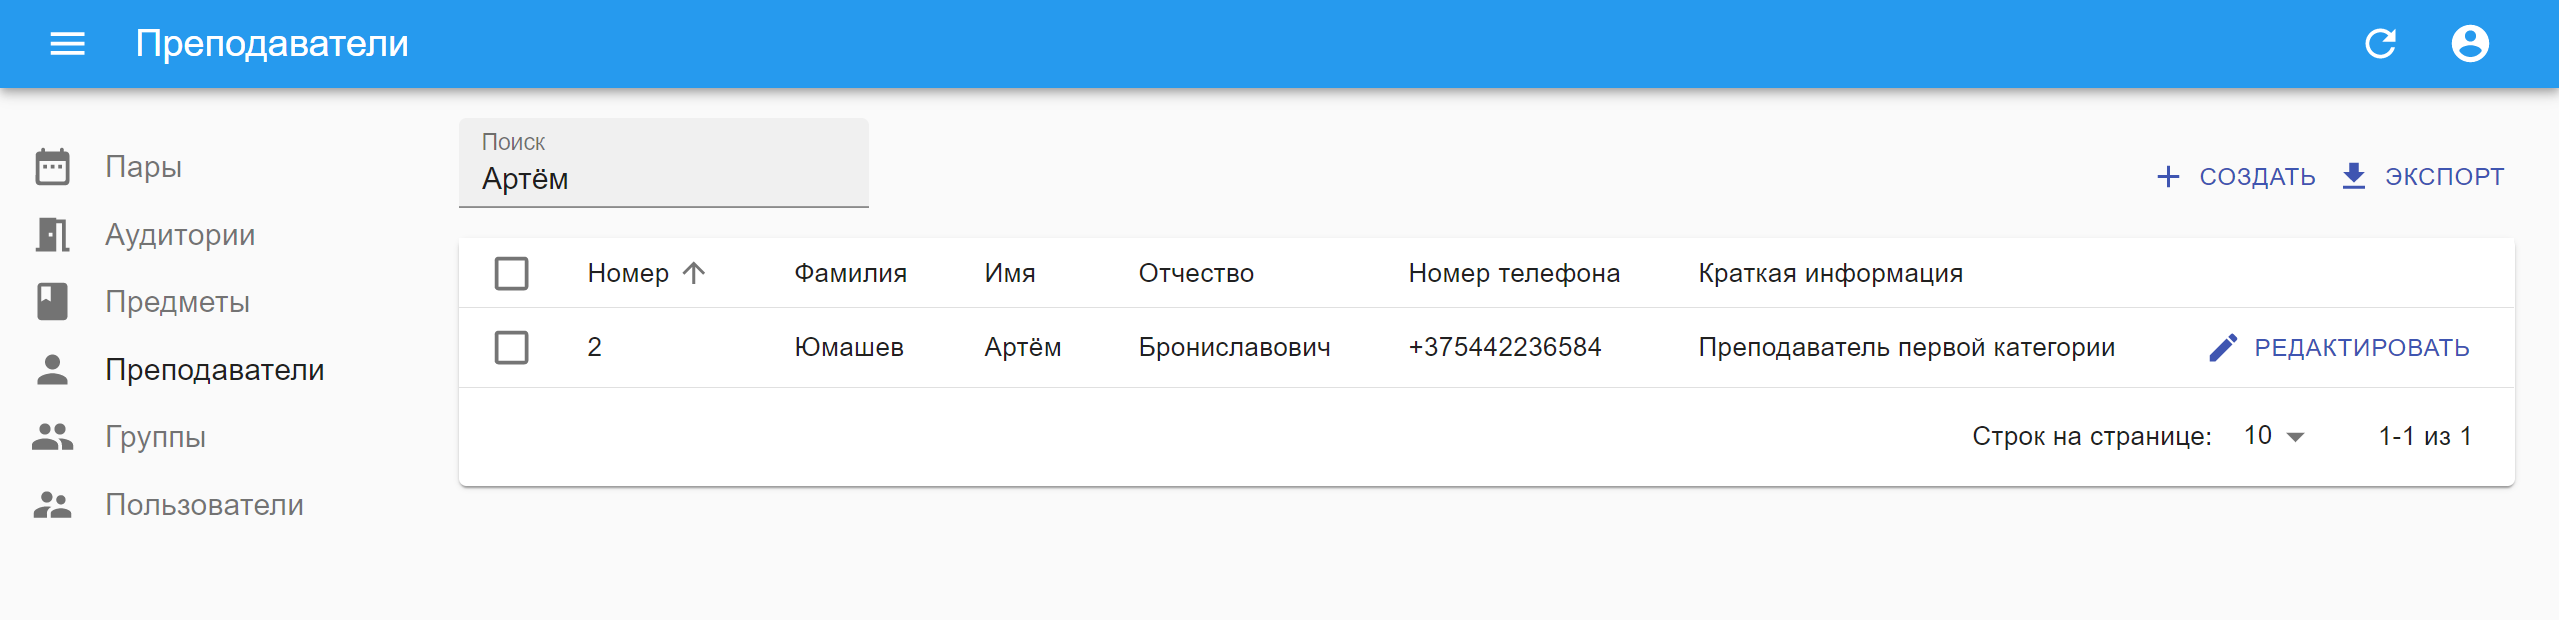 Преподаватели
Пары
Аудитории
Предметы
Преподаватели
Группы
Пользователи
Поиск
Артём
СОЗДАТЬ ЭКСПОРТ
Номер Фамилия Имя Отчество Номер телефона Краткая информация
2 Юмашев Артём Брониславович +375442236584 Преподаватель первой категории РЕДАКТИРОВАТЬ
Строк на странице: 10 1-1 из 1